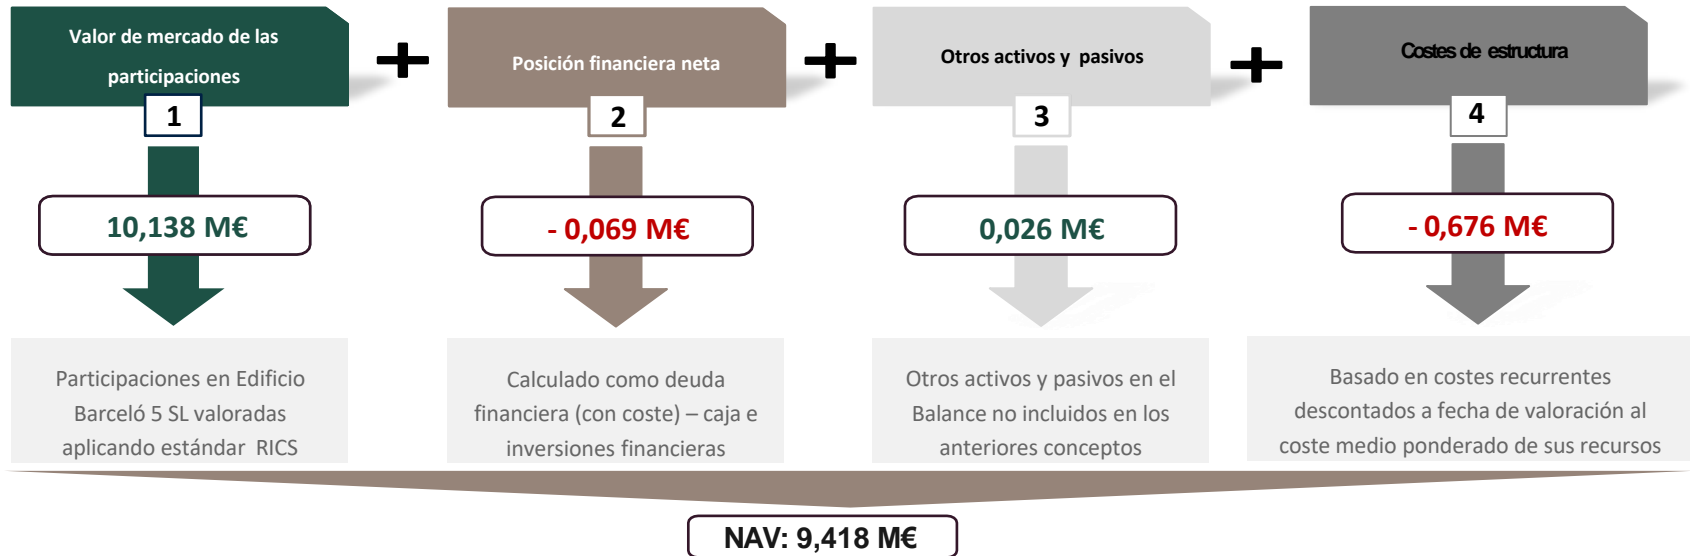 Valor de mercado de las
participaciones
Posición financiera neta
Otros activos y pasivos
Costes de estructura
1
2
3
4
10,138 M€
- 0,069 M€
0,026 M€
- 0,676 M€
Participaciones en Edificio
Barceló 5 SL valoradas
aplicando estándar RICS
Calculado como deuda
financiera (con coste) – caja e
inversiones financieras
Otros activos y pasivos en el
Balance no incluidos en los
anteriores conceptos
Basado en costes recurrentes
descontados a fecha de valoración al
coste medio ponderado de sus recursos
NAV: 9,418 M€